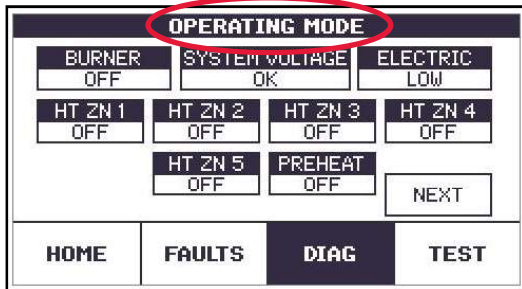 OPERATING MODE
BURNER SYSTEM VOLTAGE ELECTRIC
OFF OK LOW
HT ZN 1 HT ZN 2 HT ZN 3 HT ZN 4
OFF OFF OFF OFF
HT ZN 5 PREHEAT
OFF OFF
NEXT
HOME FAULTS DIAG TEST